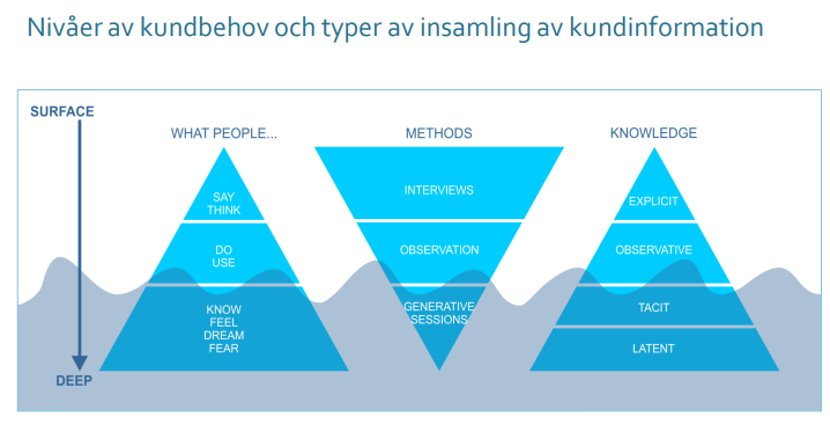 Nivåer av kundbehov och typer av insamling av kundinformation
SURFACE
WHAT PEOPLE...
METHODS
KNOWLEDGE
SAY
THINK
INTERVIEWS
EXPLICIT
DO
USE
OBSERVATION
OBSERVATIVE
KNOW
FEEL
DREAM
FEAR
GENERATIVE
SESSIONS
TACIT
LATENT
DEEP